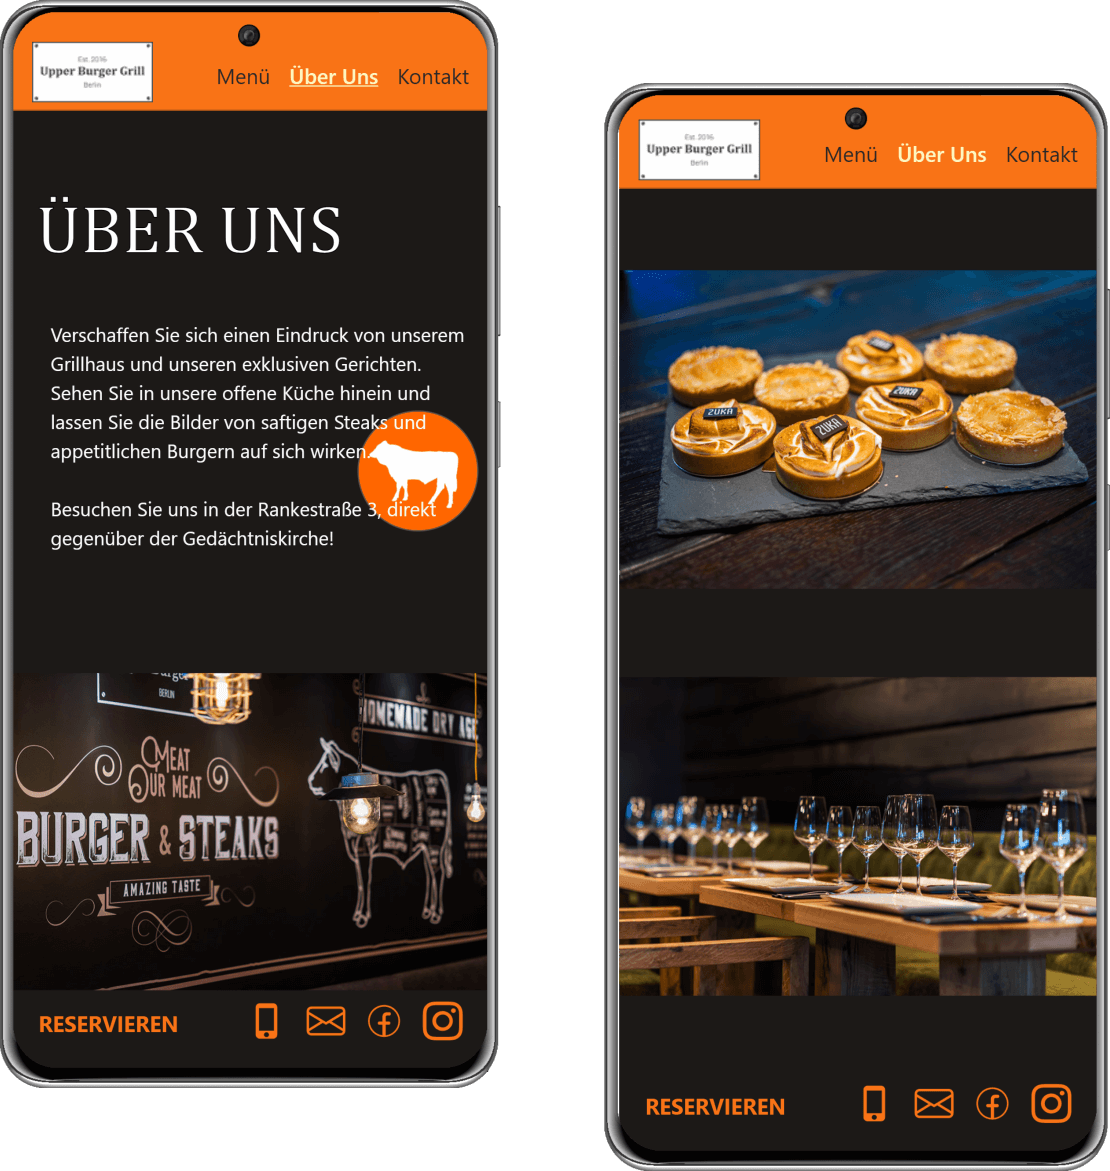 Est. 2016
Upper Burger Grill
Berlin
Menü Über Uns Kontakt
ÜBER UNS
Verschaffen Sie sich einen Eindruck von unserem
Grillhaus und unseren exklusiven Gerichten.
Sehen Sie in unsere offene Küche hinein und
lassen Sie die Bilder von saftigen Steaks und
appetitlichen Burgern auf sich wirken.
Besuchen Sie uns in der Rankestraße 3, direkt
gegenüber der Gedächtniskirche!
BERLIN
HOMEMADE DRY AGE
MEAT
OUR MEAT
BURGER & STEAKS
AMAZING TASTE
RESERVIEREN
Est. 2016
Upper Burger Grill
Berlin
Menü Über Uns Kontakt
ZUKA
ZUKA
ZUKA
RESERVIEREN